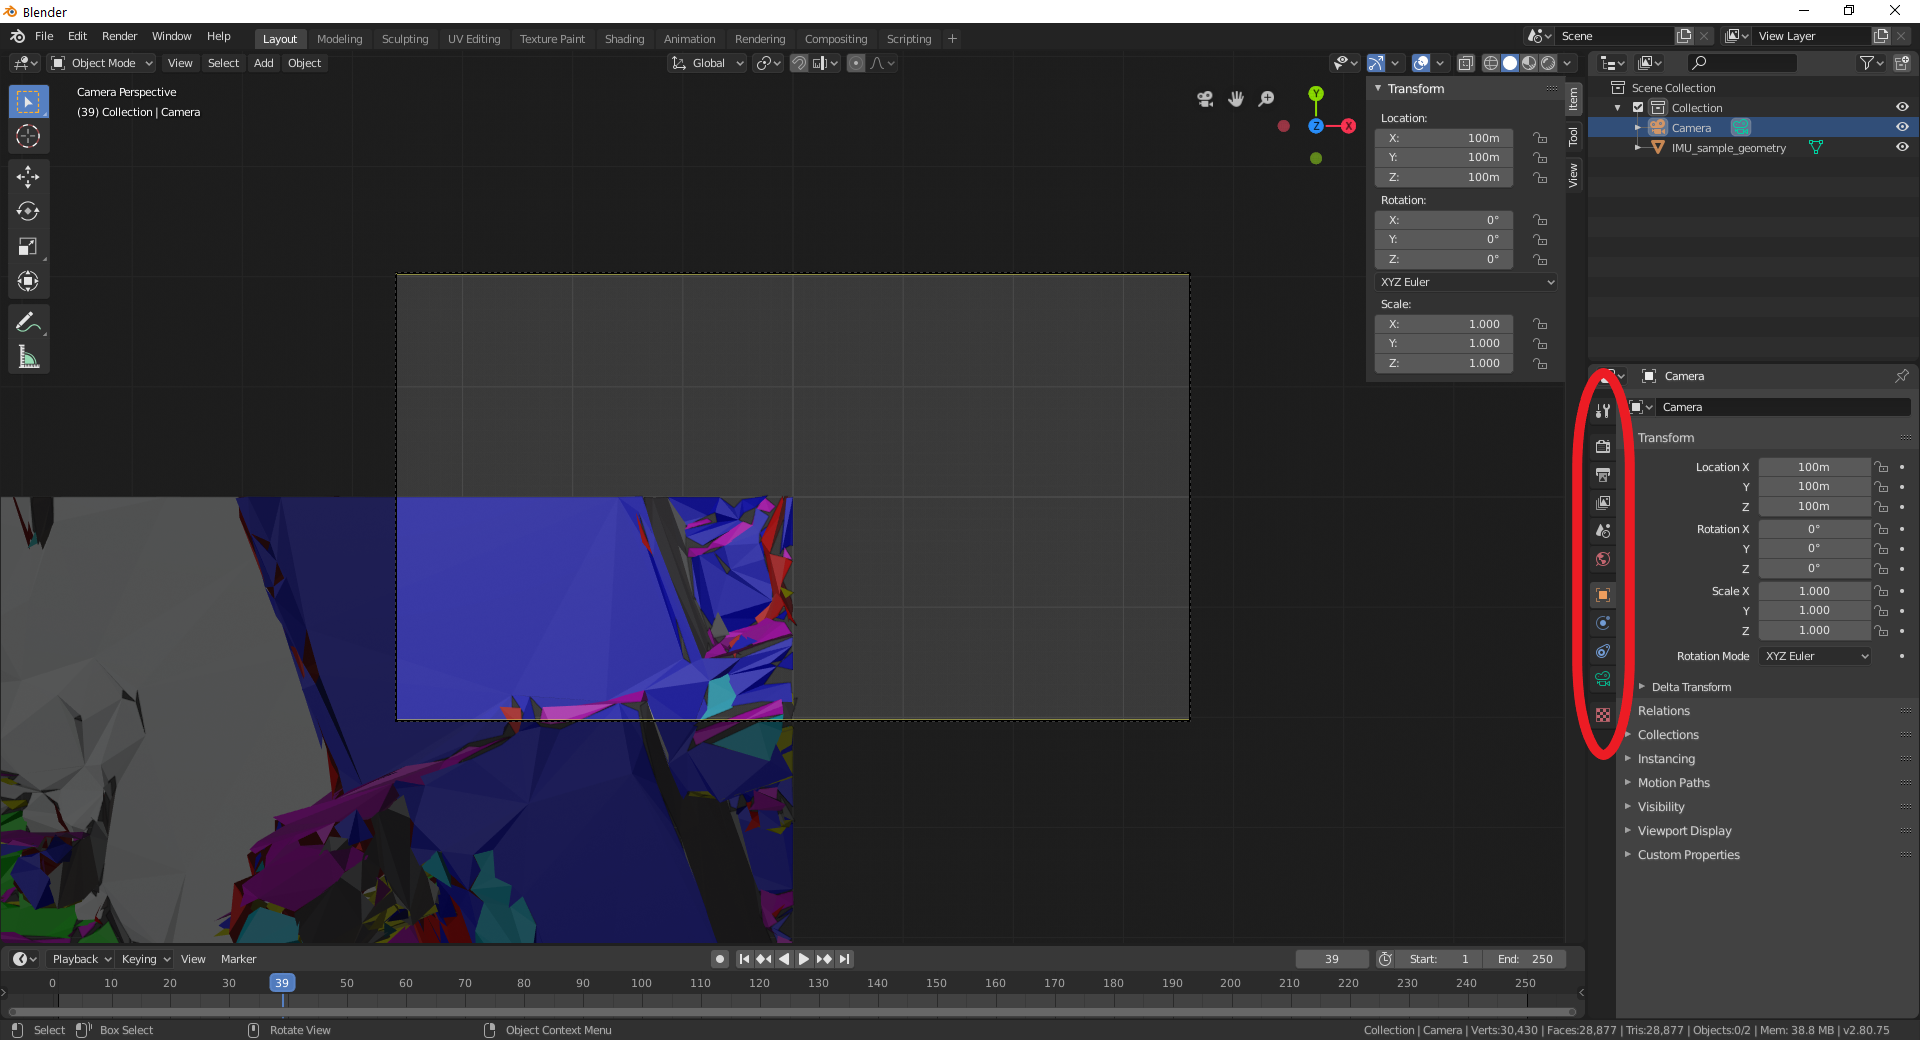 Blender
File Edit Render Window Help Layout Modeling Sculpting UV Editing Texture Paint Shading Animation Rendering Compositing Scripting + Scene View Layer
Object Mode View Select Add Object Global
Camera Perspective
(39) Collection | Camera
Y
Z
X
Transform
Location:
X: 100m
Y: 100m
Z: 100m
Rotation:
X: 0°
Y: 0°
Z: 0°
XYZ Euler
Scale:
X: 1.000
Y: 1.000
Z: 1.000
Item
Tool
View
Scene Collection
Collection
Camera
IMU_sample_geometry
Camera
Camera
Transform
Location X 100m
Y 100m
Z 100m
Rotation X 0°
Y 0°
Z 0°
Scale X 1.000
Y 1.000
Z 1.000
Rotation Mode XYZ Euler
Delta Transform
Relations
Collections
Instancing
Motion Paths
Visibility
Viewport Display
Custom Properties
Playback Keying View Marker 39 Start: 1 End: 250
0 10 20 30 39 50 60 70 80 90 100 110 120 130 140 150 160 170 180 190 200 210 220 230 240 250
Select Box Select Rotate View Object Context Menu Collection | Camera | Verts:30,430 | Faces:28,877 | Tris:28,877 | Objects:0/2 | Mem: 38.8 MB | v2.80.75